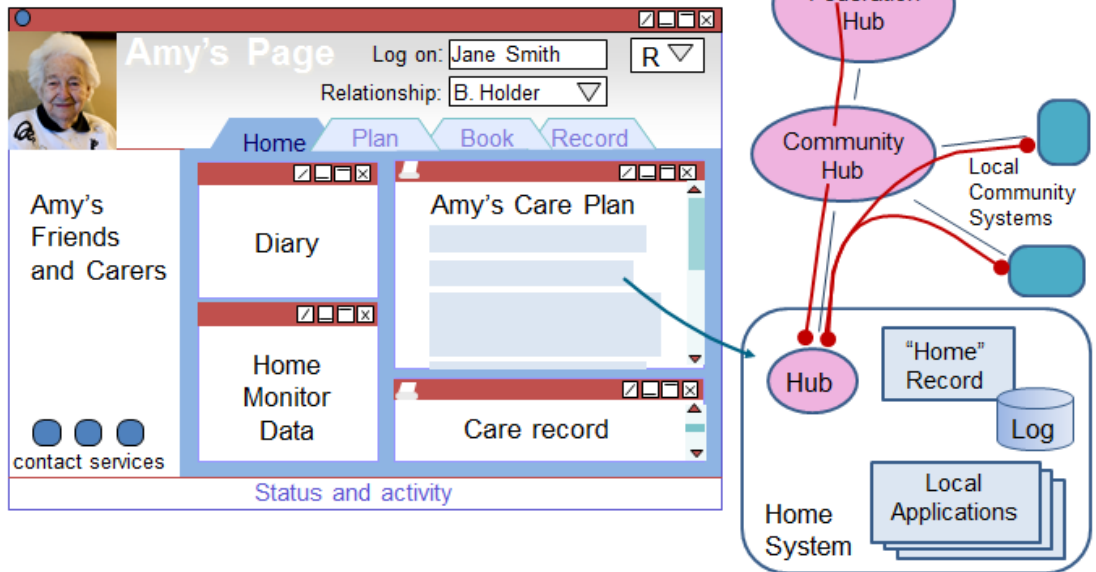 Amy's Page
Log on: Jane Smith
R
Relationship: B. Holder
Home
Plan
Book
Record
Amy's
Friends
and Carers
contact services
Diary
Home
Monitor
Data
Amy's Care Plan
Care record
Status and activity
Hub
Community
Hub
Local
Community
Systems
Hub
“Home”
Record
Log
Local
Applications
Home
System